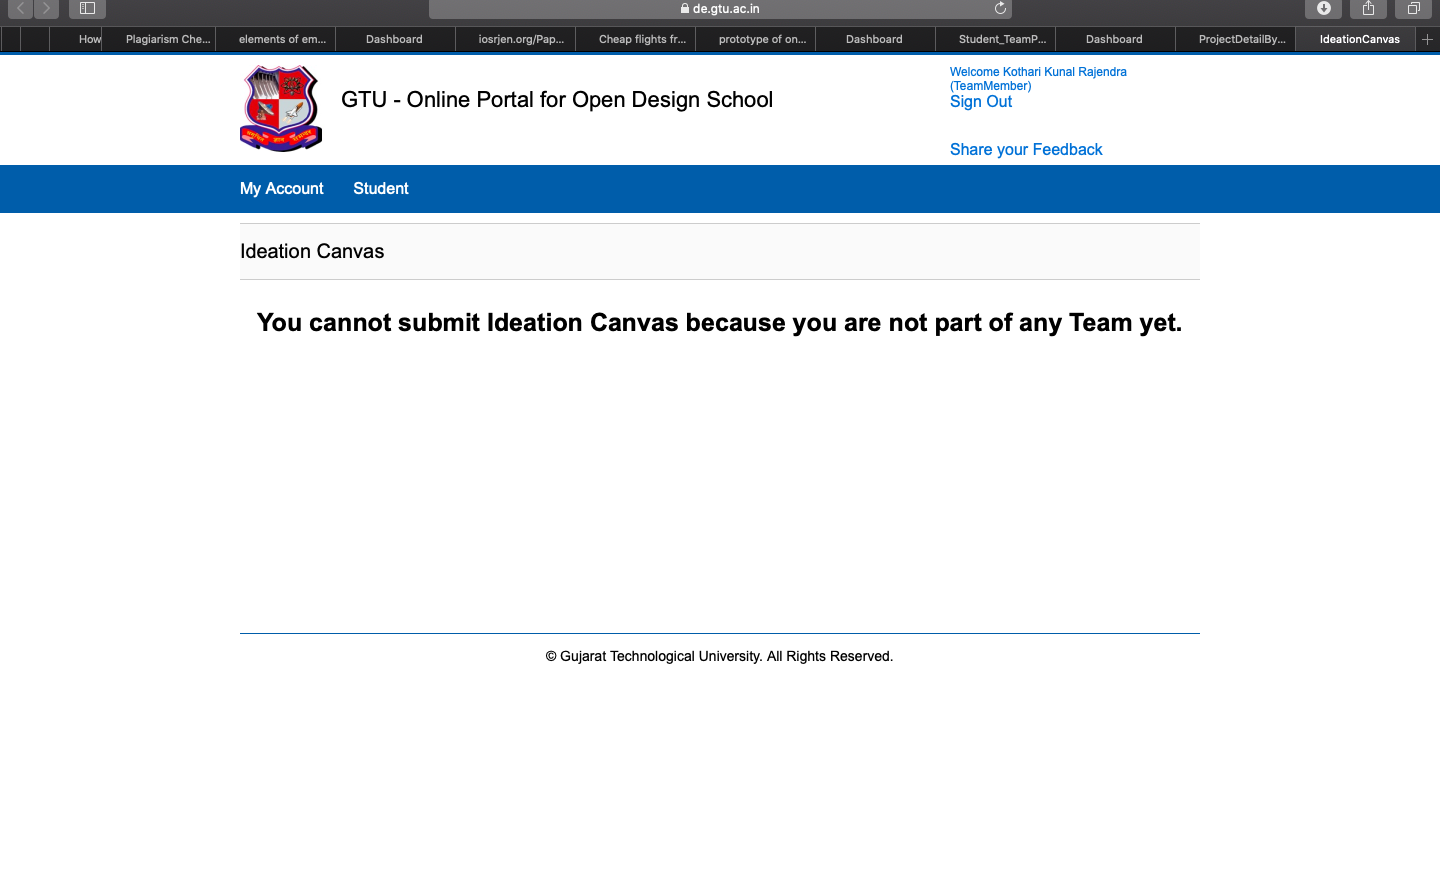 de.gtu.ac.in
How
Plagiarism Che...
elements of em...
Dashboard
iosrjen.org/Pap...
Cheap flights fr...
prototype of on...
Dashboard
Student_TeamP...
Dashboard
ProjectDetailBy...
IdeationCanvas
GTU - Online Portal for Open Design School
Welcome Kothari Kunal Rajendra
(TeamMember)
Sign Out
Share your Feedback
My Account
Student
Ideation Canvas
You cannot submit Ideation Canvas because you are not part of any Team yet.
© Gujarat Technological University. All Rights Reserved.